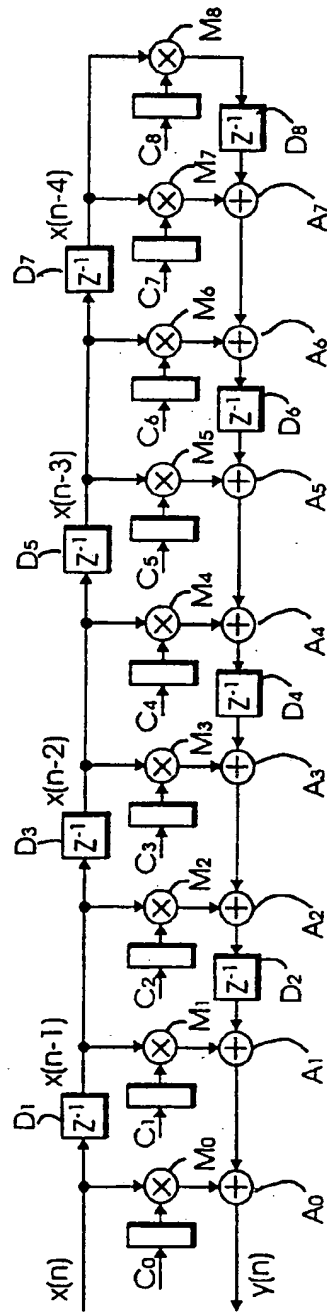 x(n) x(n-1) x(n-2) x(n-3) x(n-4)
D1 D3 D5 D7
Z-1 Z-1 Z-1 Z-1
C0 C1 C2 C3 C4 C5 C6 C7 C8
M0 M1 M2 M3 M4 M5 M6 M7 M8
Z-1 Z-1 Z-1 Z-1
D2 D4 D6 D8
y(n) A0 A1 A2 A3 A4 A5 A6 A7